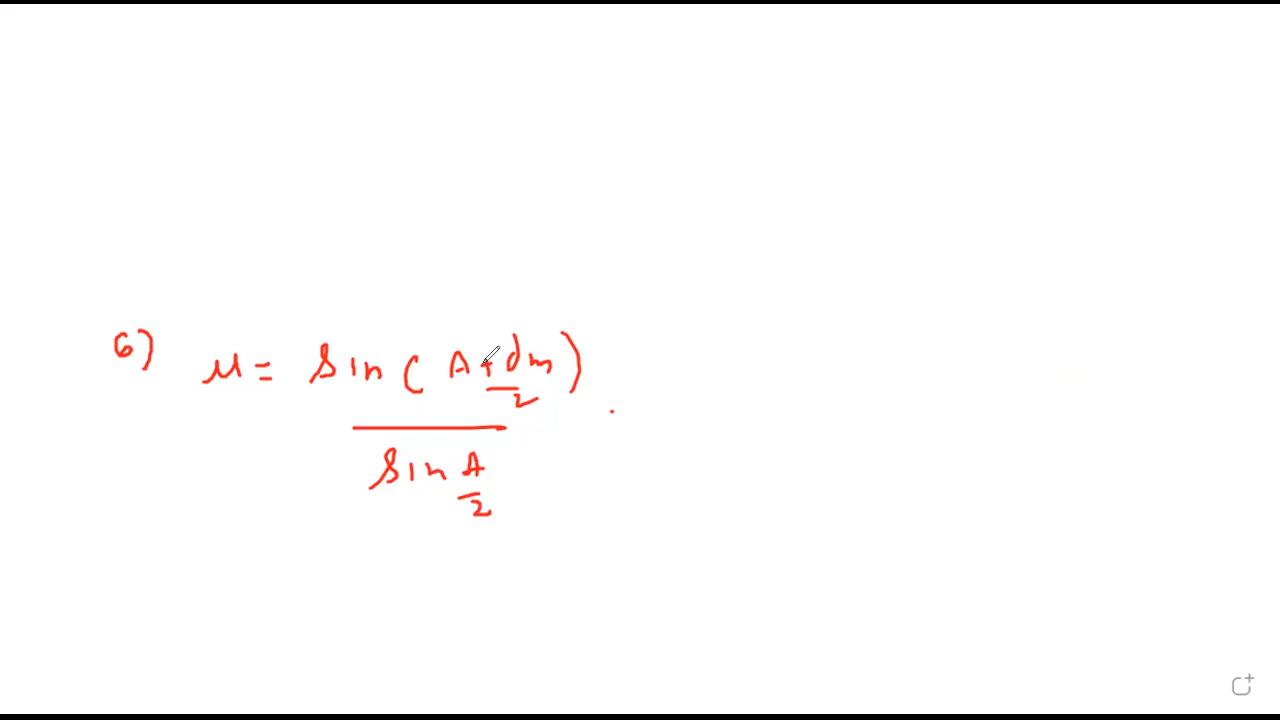 6) μ = sin( A + dm/2 )
sin A/2